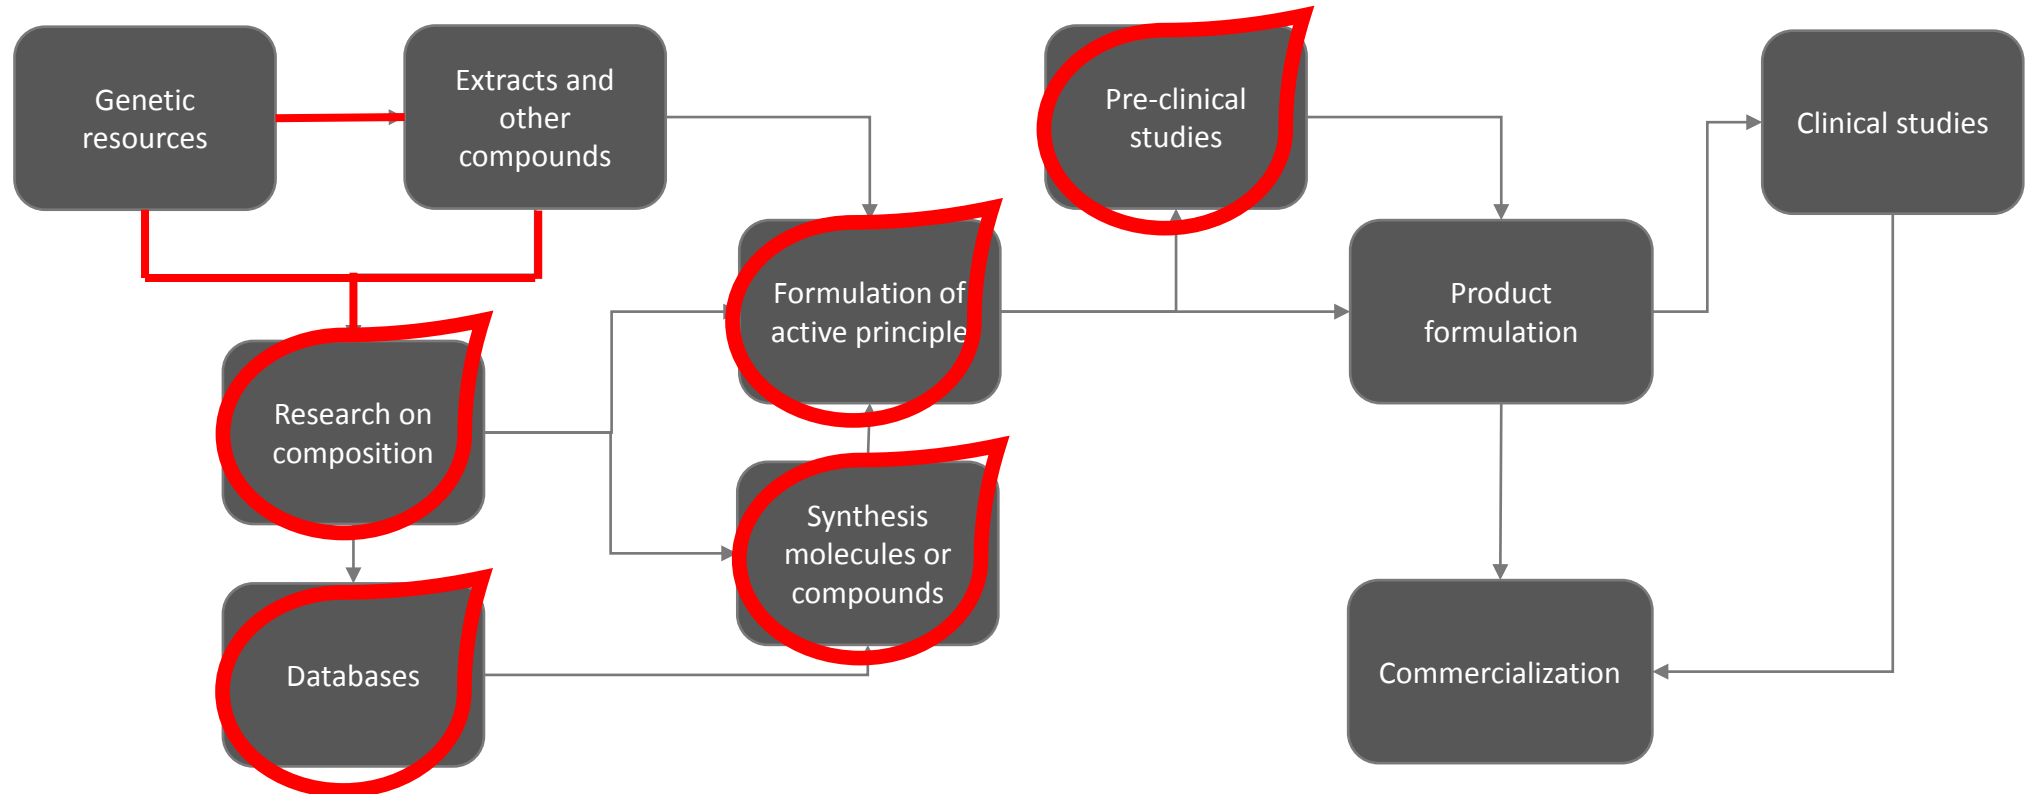 Genetic
resources
Extracts and
other
compounds
Pre-clinical
studies
Clinical studies
Formulation of
active principle
Product
formulation
Research on
composition
Synthesis
molecules or
compounds
Databases
Commercialization